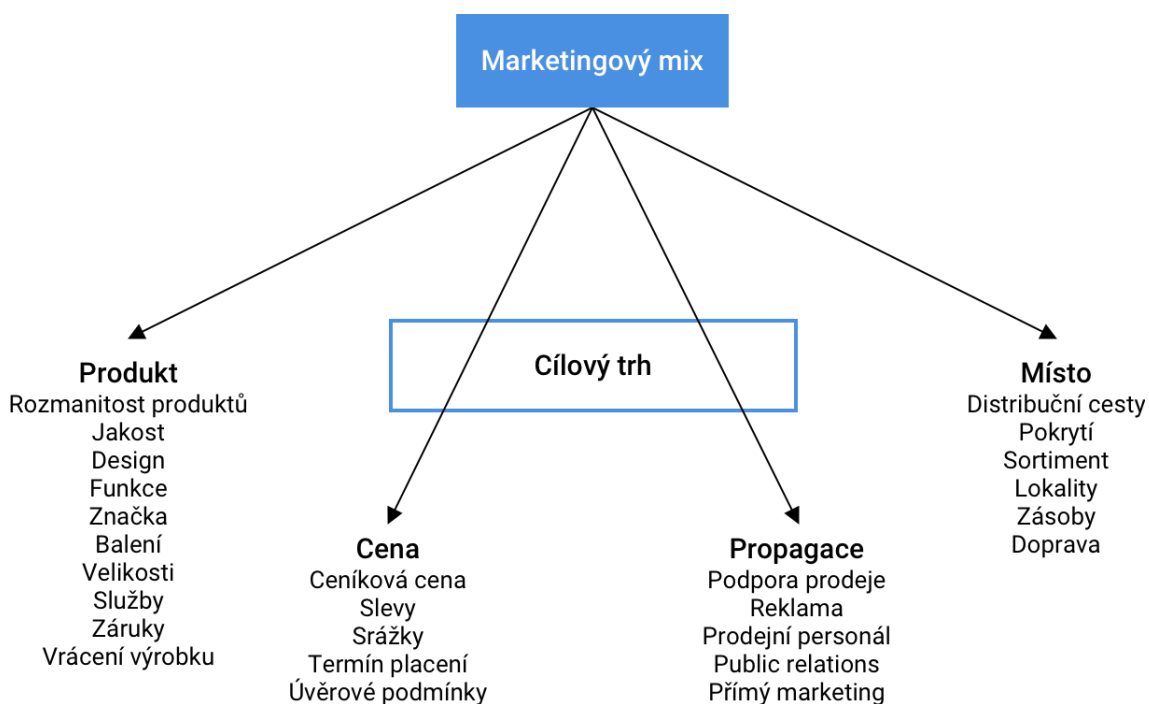 Marketingový mix
Cílový trh
Produkt
Rozmanitost produktů
Jakost
Design
Funkce
Značka
Balení
Velikosti
Služby
Záruky
Vrácení výrobku
Cena
Ceníková cena
Slevy
Srážky
Termín placení
Úvěrové podmínky
Propagace
Podpora prodeje
Reklama
Prodejní personál
Public relations
Přímý marketing
Místo
Distribuční cesty
Pokrytí
Sortiment
Lokality
Zásoby
Doprava